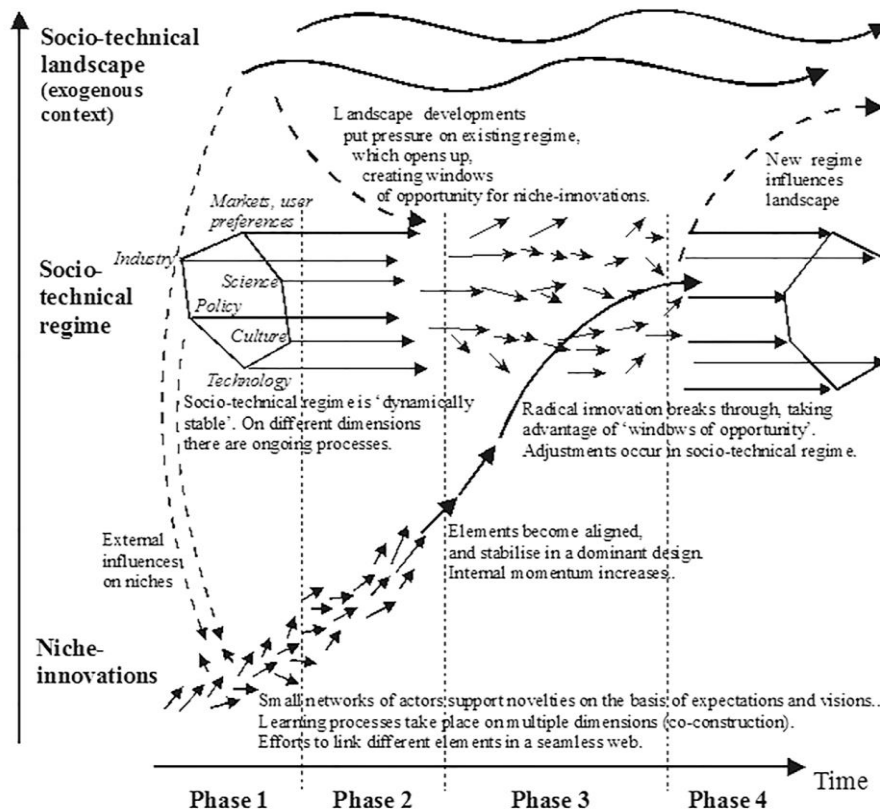 Socio-technical
landscape
(exogenous
context)
Landscape developments
put pressure on existing regime,
which opens up,
creating windows
of opportunity for niche-innovations.
New regime
influences
landscape
Markets, user
preferences
Industry
Science
Policy
Culture
Technology
Socio-
technical
regime
Socio-technical regime is ‘dynamically
stable’. On different dimensions
there are ongoing processes.
Radical innovation breaks through, taking
advantage of ‘windows of opportunity’.
Adjustments occur in socio-technical regime.
External
influences
on niches
Elements become aligned,
and stabilise in a dominant design.
Internal momentum increases..
Niche-
innovations
Small networks of actors support novelties on the basis of expectations and visions..
Learning processes take place on multiple dimensions (co-construction).
Efforts to link different elements in a seamless web.
Time
Phase 1
Phase 2
Phase 3
Phase 4